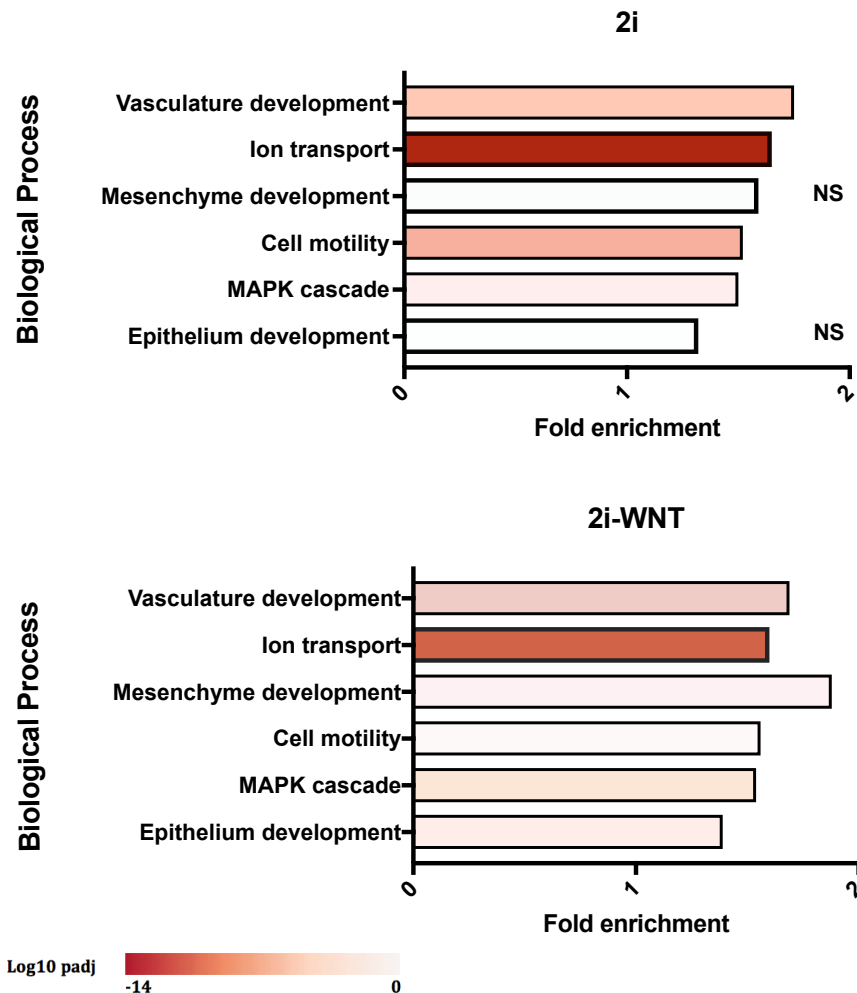 2i
Biological Process
Vasculature development
Ion transport
Mesenchyme development
NS
Cell motility
MAPK cascade
Epithelium development
NS
0
1
2
Fold enrichment
2i-WNT
Biological Process
Vasculature development
Ion transport
Mesenchyme development
Cell motility
MAPK cascade
Epithelium development
0
1
2
Fold enrichment
Log10 padj
-14
0